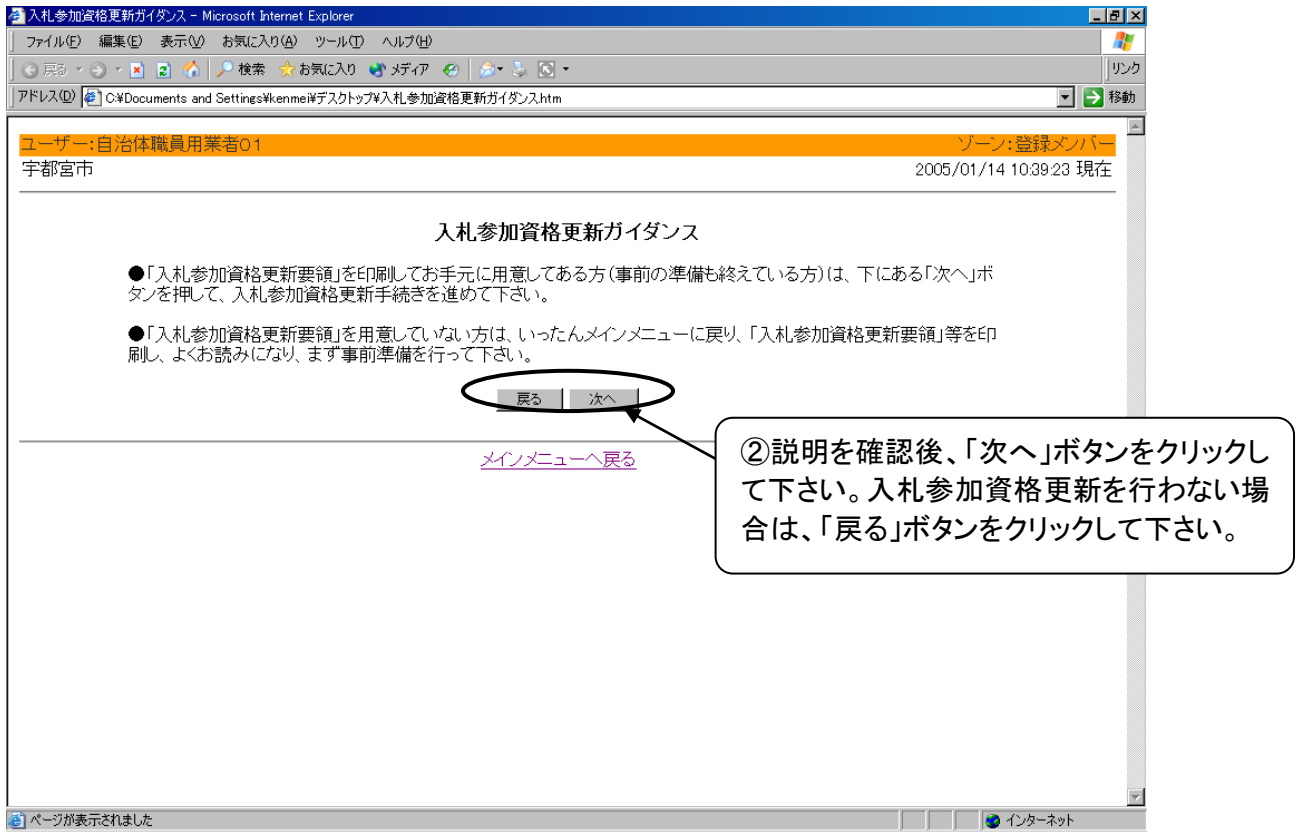 入札参加資格更新ガイダンス - Microsoft Internet Explorer
ファイル(F) 編集(E) 表示(V) お気に入り(A) ツール(T) ヘルプ(H)
戻る 検索 お気に入り メディア リンク
アドレス(D) C:¥Documents and Settings¥kenmei¥デスクトップ¥入札参加資格更新ガイダンス.htm 移動
ユーザー:自治体職員用業者01 ゾーン:登録メンバー
宇都宮市 2005/01/14 10:39:23 現在
入札参加資格更新ガイダンス
●「入札参加資格更新要領」を印刷してお手元に用意してある方(事前の準備も終えている方)は、下にある「次へ」ボ
タンを押して、入札参加資格更新手続きを進めて下さい。
●「入札参加資格更新要領」を用意していない方は、いったんメインメニューに戻り、「入札参加資格更新要領」等を印
刷し、よくお読みになり、まず事前準備を行って下さい。
戻る 次へ
メインメニューへ戻る
②説明を確認後、「次へ」ボタンをクリックし
て下さい。入札参加資格更新を行わない場
合は、「戻る」ボタンをクリックして下さい。
ページが表示されました インターネット